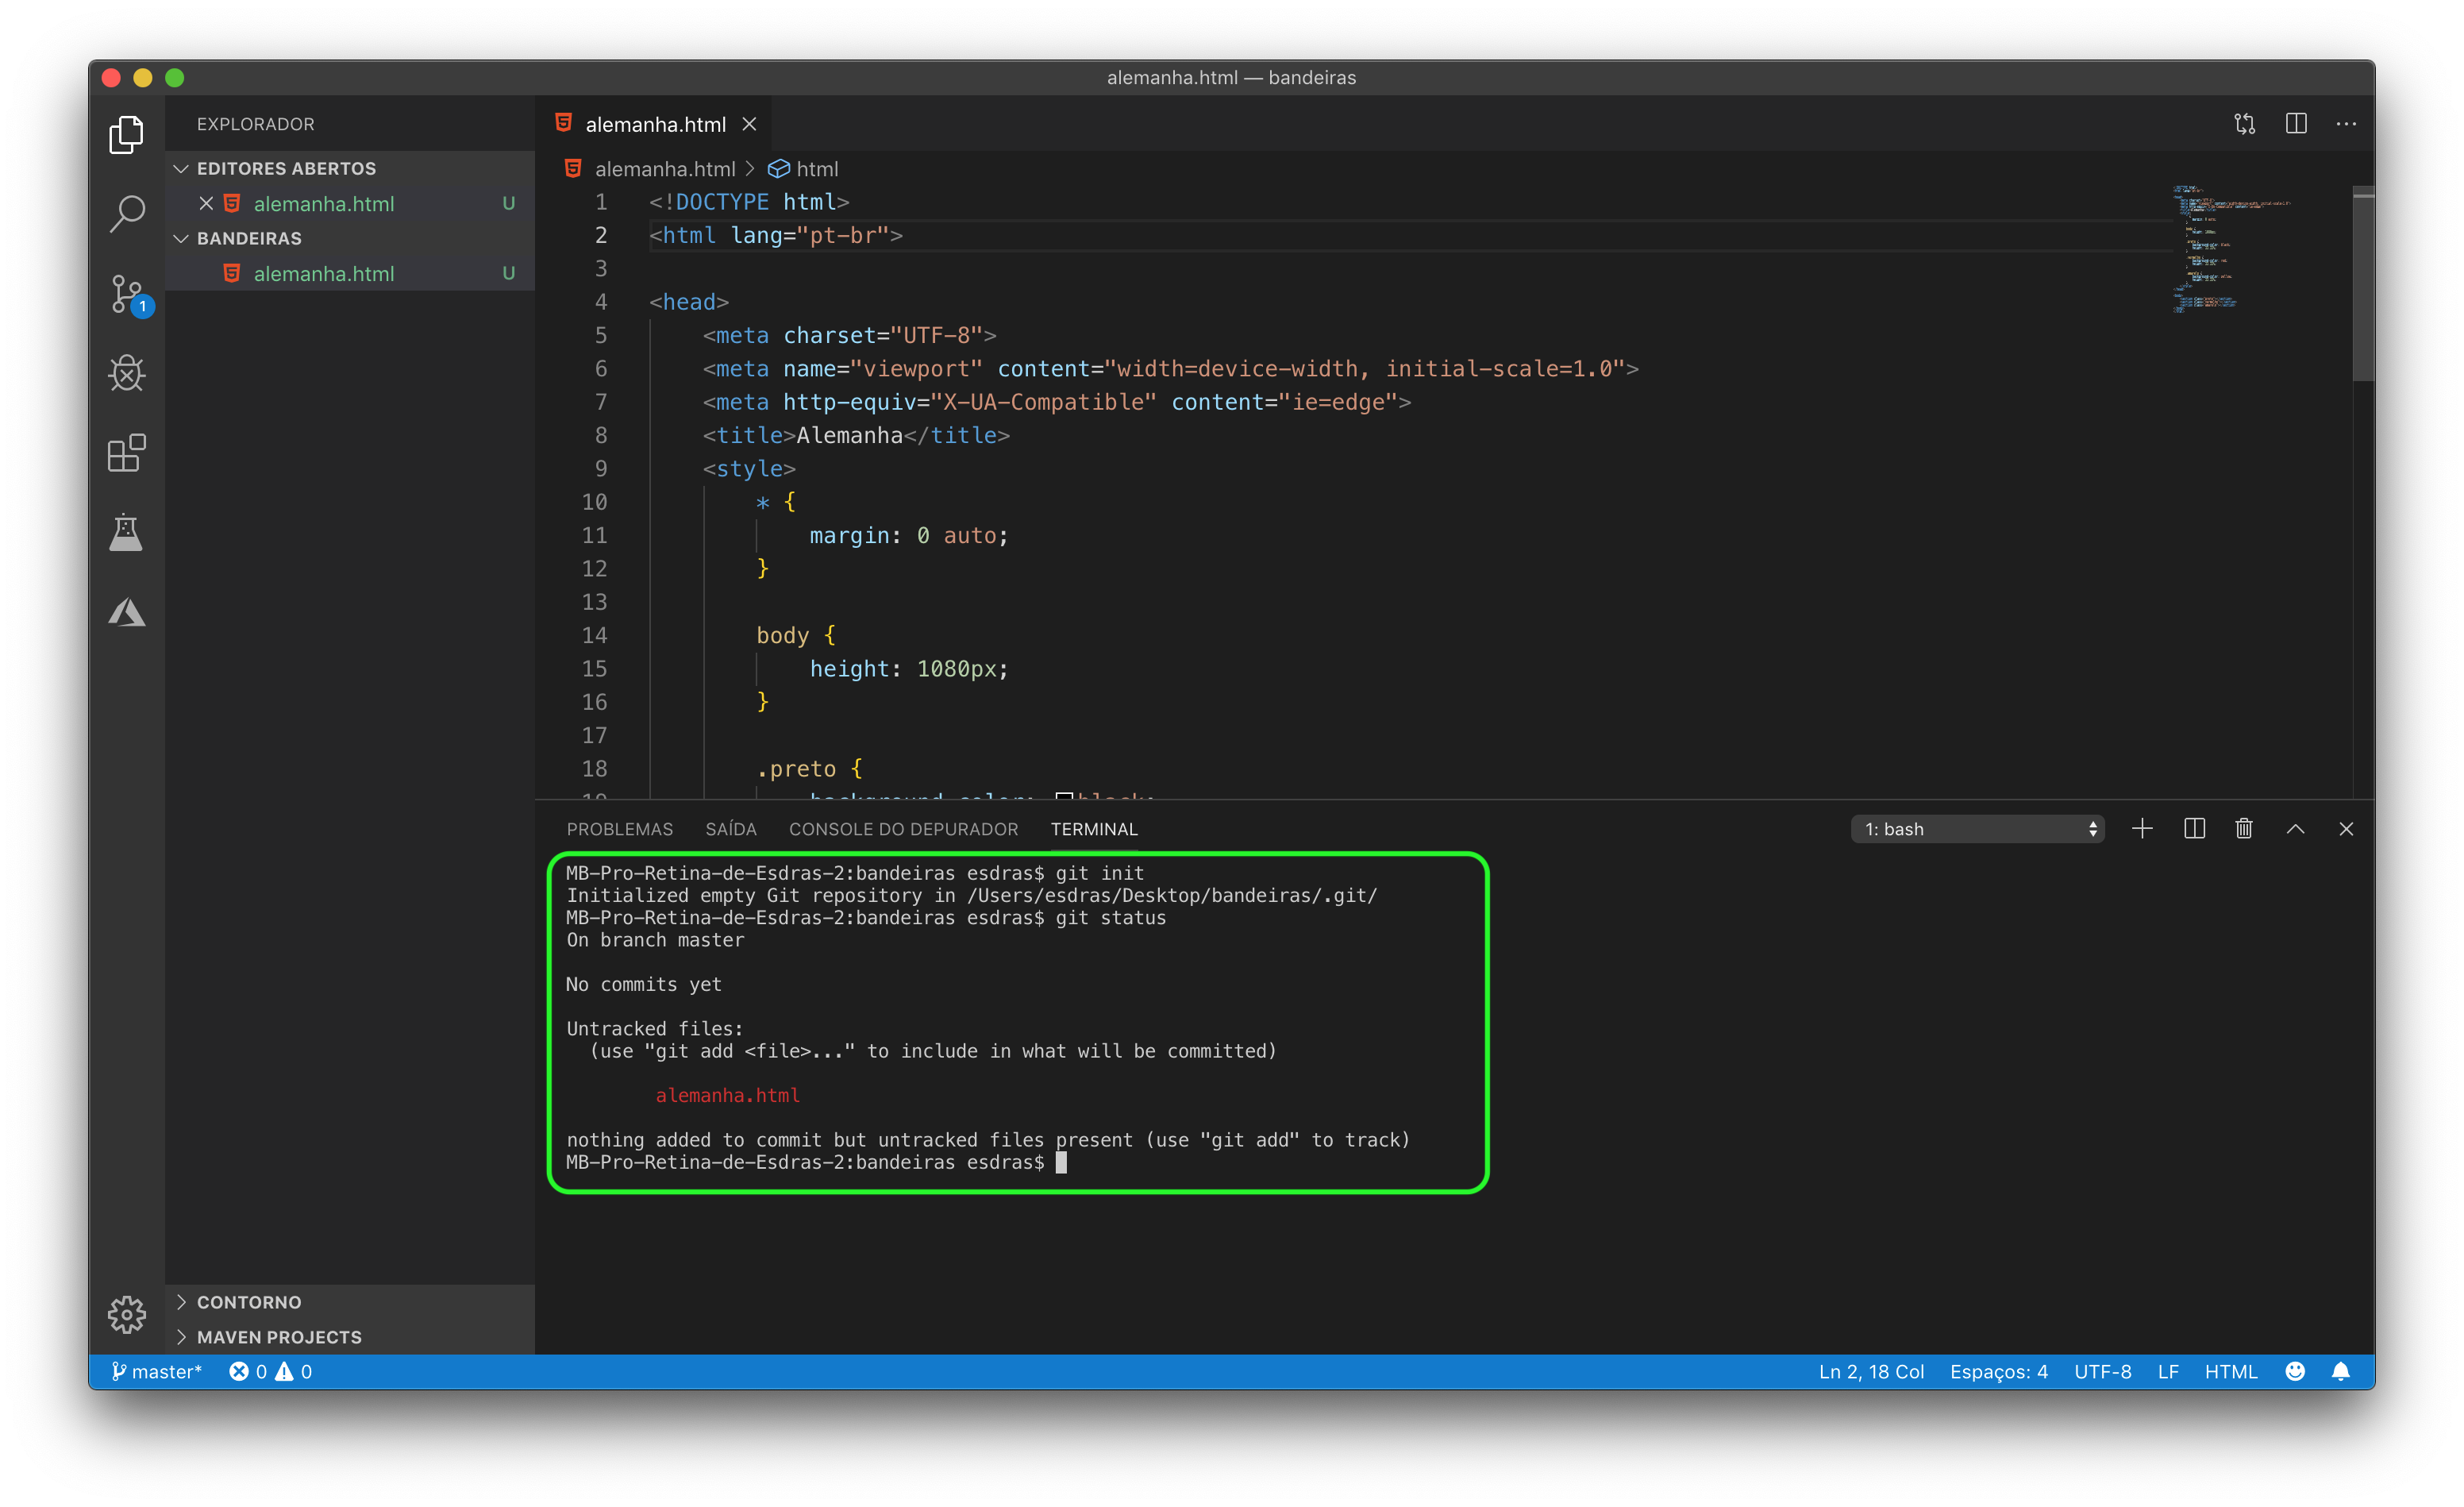 alemanha.html — bandeiras
EXPLORADOR
EDITORES ABERTOS
alemanha.html U
BANDEIRAS
alemanha.html U
1
CONTORNO
MAVEN PROJECTS
alemanha.html
alemanha.html > html
1 <!DOCTYPE html>
2 <html lang="pt-br">
3
4 <head>
5 <meta charset="UTF-8">
6 <meta name="viewport" content="width=device-width, initial-scale=1.0">
7 <meta http-equiv="X-UA-Compatible" content="ie=edge">
8 <title>Alemanha</title>
9 <style>
10 * {
11 margin: 0 auto;
12 }
13
14 body {
15 height: 1080px;
16 }
17
18 .preto {
19 background-color: black;
PROBLEMAS SAÍDA CONSOLE DO DEPURADOR TERMINAL 1: bash
MB-Pro-Retina-de-Esdras-2:bandeiras esdras$ git init
Initialized empty Git repository in /Users/esdras/Desktop/bandeiras/.git/
MB-Pro-Retina-de-Esdras-2:bandeiras esdras$ git status
On branch master
No commits yet
Untracked files:
(use "git add <file>..." to include in what will be committed)
alemanha.html
nothing added to commit but untracked files present (use "git add" to track)
MB-Pro-Retina-de-Esdras-2:bandeiras esdras$
master* 0 0 Ln 2, 18 Col Espaços: 4 UTF-8 LF HTML